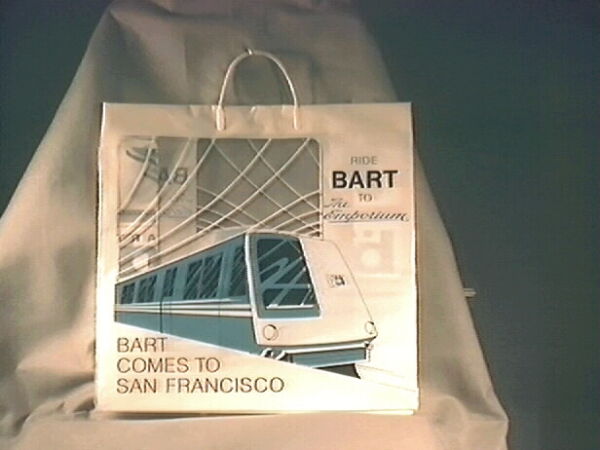 RIDE
BART
TO
The
Emporium
BART
COMES TO
SAN FRANCISCO